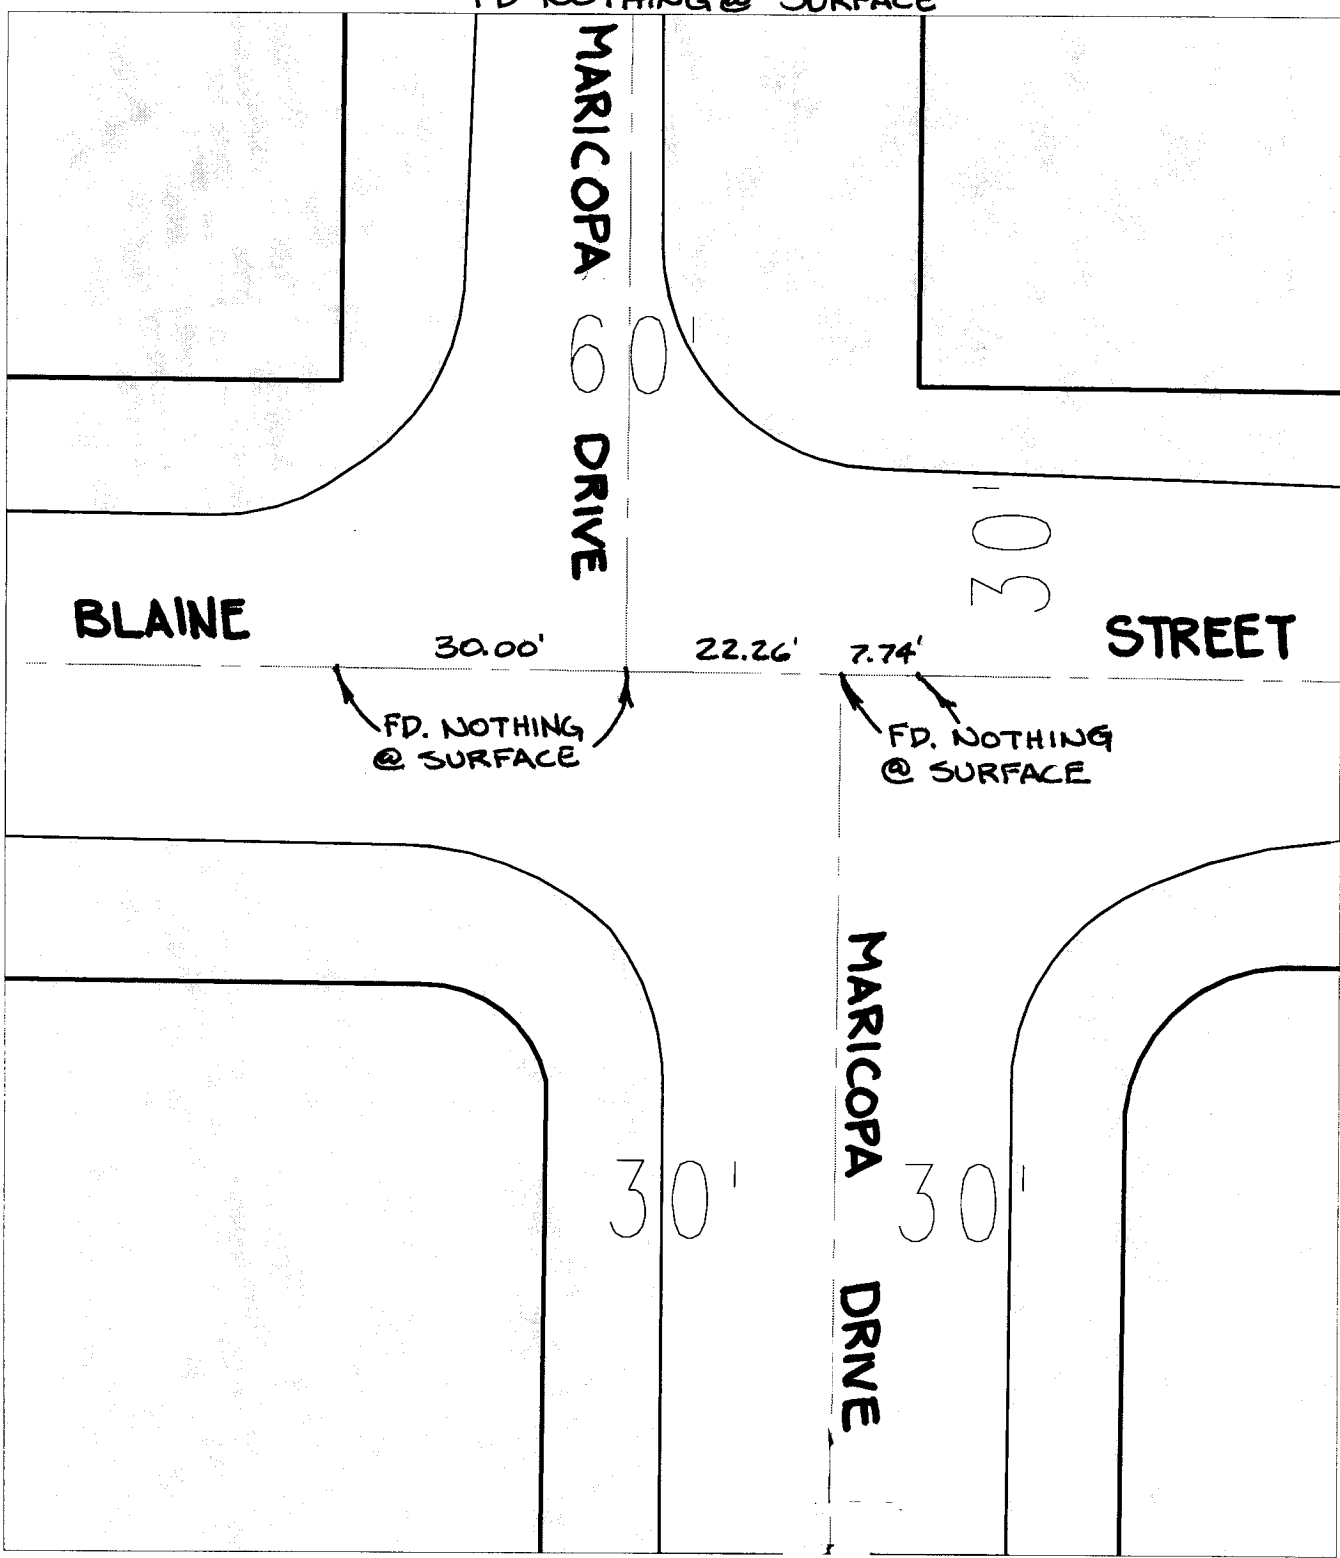 FD NOTHING @ SURFACE
MARICOPA DRIVE
60'
30'
BLAINE STREET
30.00' 22.26' 7.74'
FD. NOTHING
@ SURFACE
FD. NOTHING
@ SURFACE
MARICOPA DRIVE
30' 30'